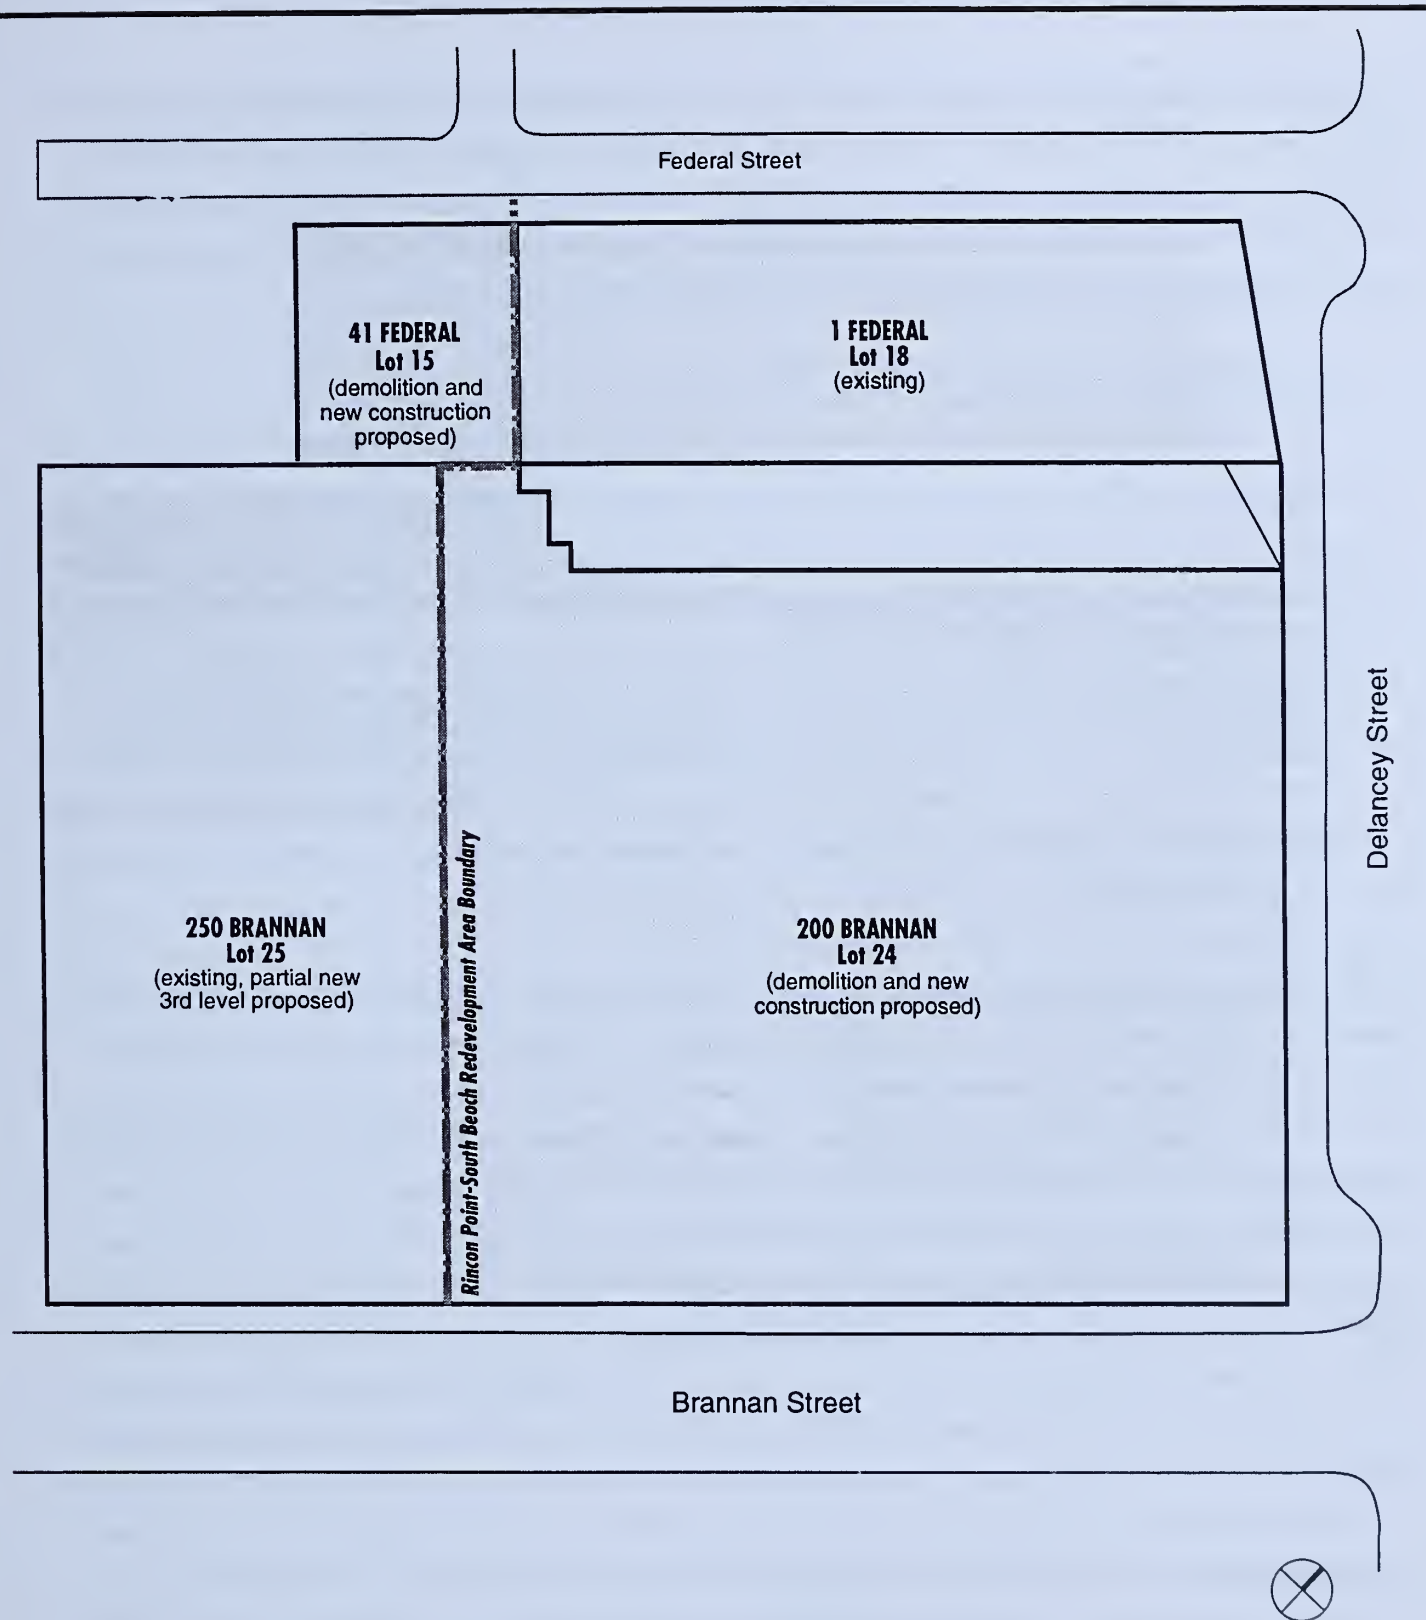 Federal Street
41 FEDERAL
Lot 15
(demolition and
new construction
proposed)
1 FEDERAL
Lot 18
(existing)
Delancey Street
Rincon Point-South Beach Redevelopment Area Boundary
250 BRANNAN
Lot 25
(existing, partial new
3rd level proposed)
200 BRANNAN
Lot 24
(demolition and new
construction proposed)
Brannan Street